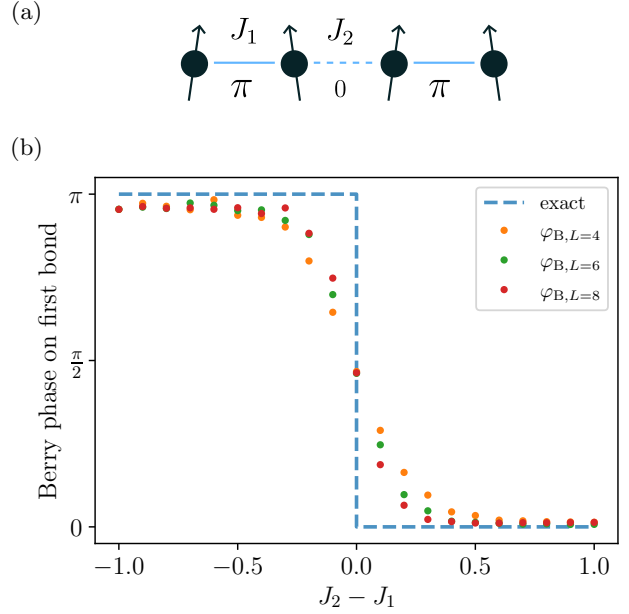 (a)
J₁ J₂
π 0 π
(b)
π
π/2
0
Berry phase on first bond
exact
φB,L=4
φB,L=6
φB,L=8
−1.0 −0.5 0.0 0.5 1.0
J₂ − J₁